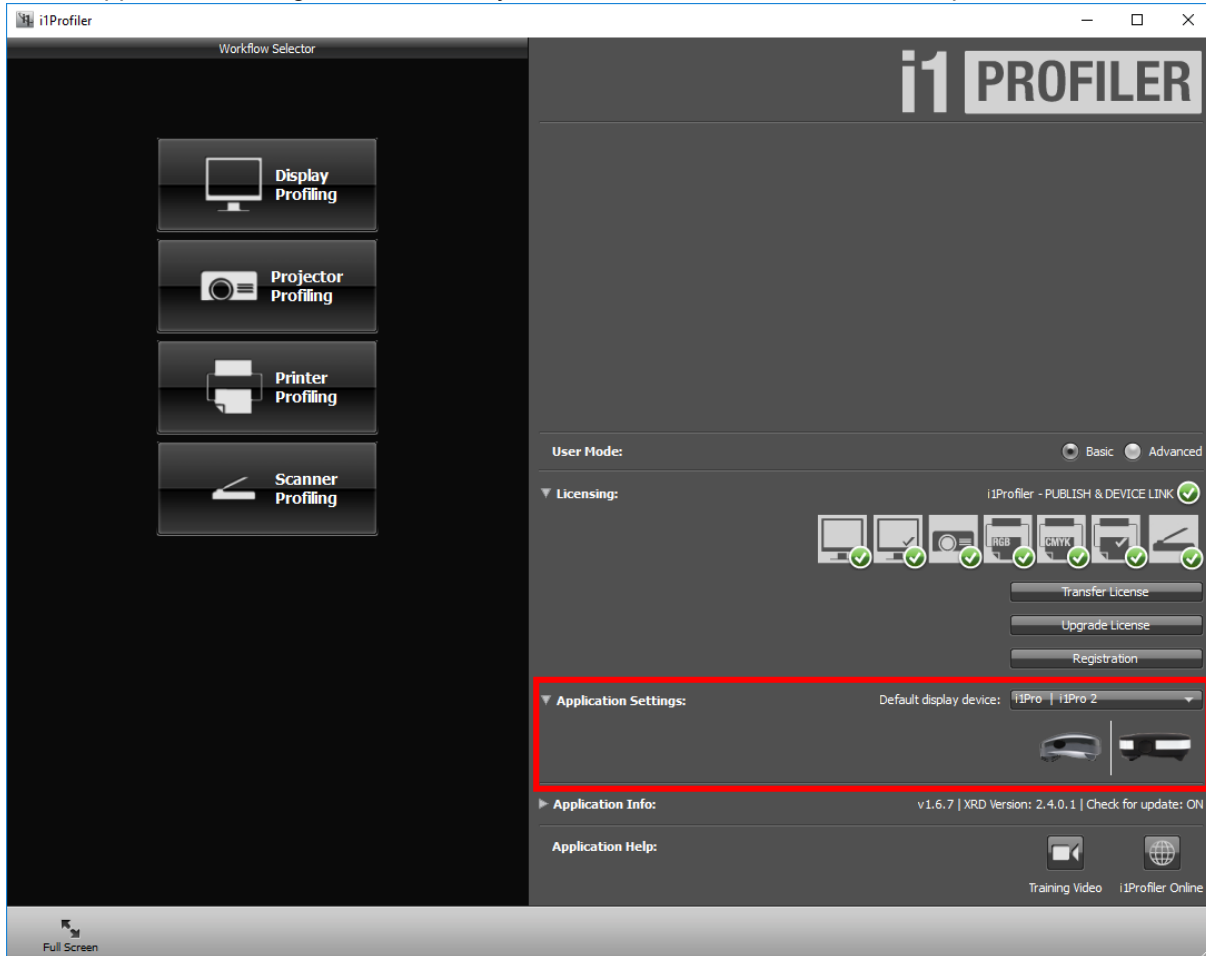 i1Profiler
Workflow Selector
Display
Profiling
Projector
Profiling
Printer
Profiling
Scanner
Profiling
Full Screen
i1 PROFILER
User Mode: Basic Advanced
Licensing: i1Profiler - PUBLISH & DEVICE LINK
RGB CMYK
Transfer License
Upgrade License
Registration
Application Settings: Default display device: i1Pro | i1Pro 2
Application Info: v1.6.7 | XRD Version: 2.4.0.1 | Check for update: ON
Application Help:
Training Video i1Profiler Online